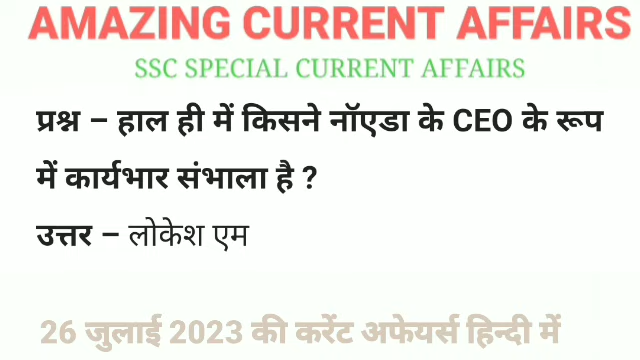 AMAZING CURRENT AFFAIRS
SSC SPECIAL CURRENT AFFAIRS
प्रश्न – हाल ही में किसने नॉएडा के CEO के रूप
में कार्यभार संभाला है ?
उत्तर – लोकेश एम
26 जुलाई 2023 की करेंट अफेयर्स हिन्दी में